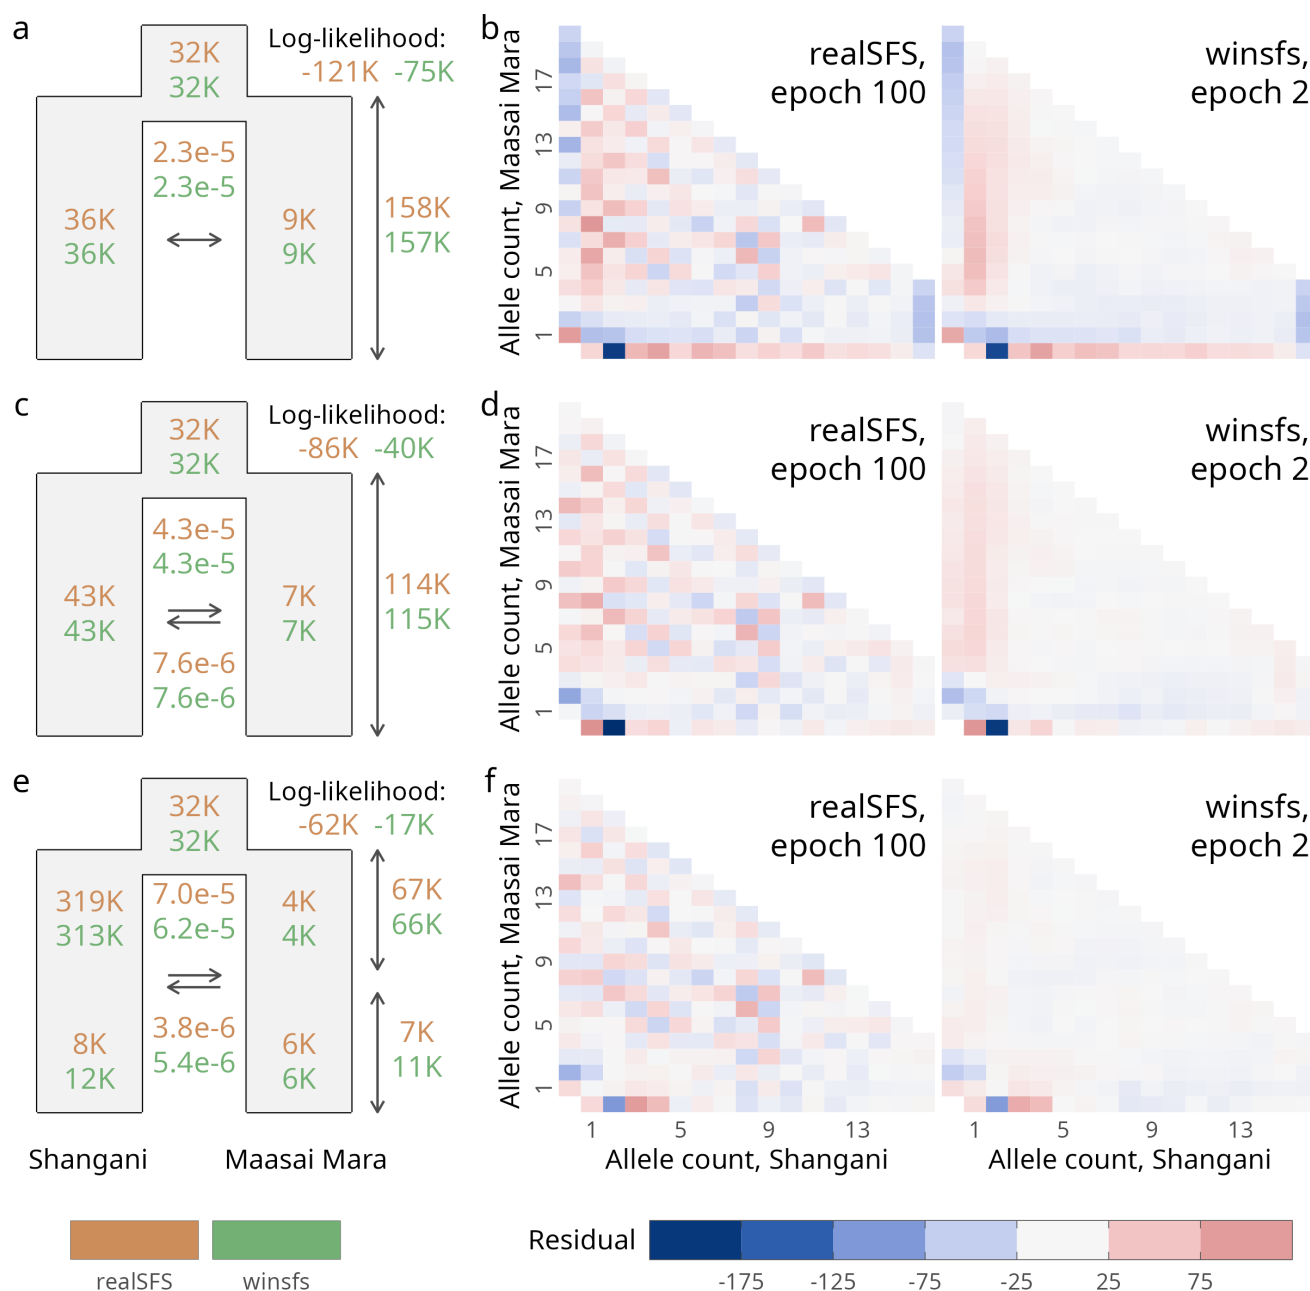 a
32K
32K
Log-likelihood:
-121K -75K
2.3e-5
2.3e-5
36K
36K
9K
9K
158K
157K
b
Allele count, Maasai Mara
17
13
9
5
1
realSFS,
epoch 100
winsfs,
epoch 2
c
32K
32K
Log-likelihood:
-86K -40K
4.3e-5
4.3e-5
43K
43K
7.6e-6
7.6e-6
7K
7K
114K
115K
d
Allele count, Maasai Mara
17
13
9
5
1
realSFS,
epoch 100
winsfs,
epoch 2
e
32K
32K
Log-likelihood:
-62K -17K
319K
313K
7.0e-5
6.2e-5
4K
4K
67K
66K
8K
12K
3.8e-6
5.4e-6
6K
6K
7K
11K
Shangani
Maasai Mara
f
Allele count, Maasai Mara
17
13
9
5
1
realSFS,
epoch 100
winsfs,
epoch 2
1 5 9 13
Allele count, Shangani
1 5 9 13
Allele count, Shangani
realSFS
winsfs
Residual
-175 -125 -75 -25 25 75